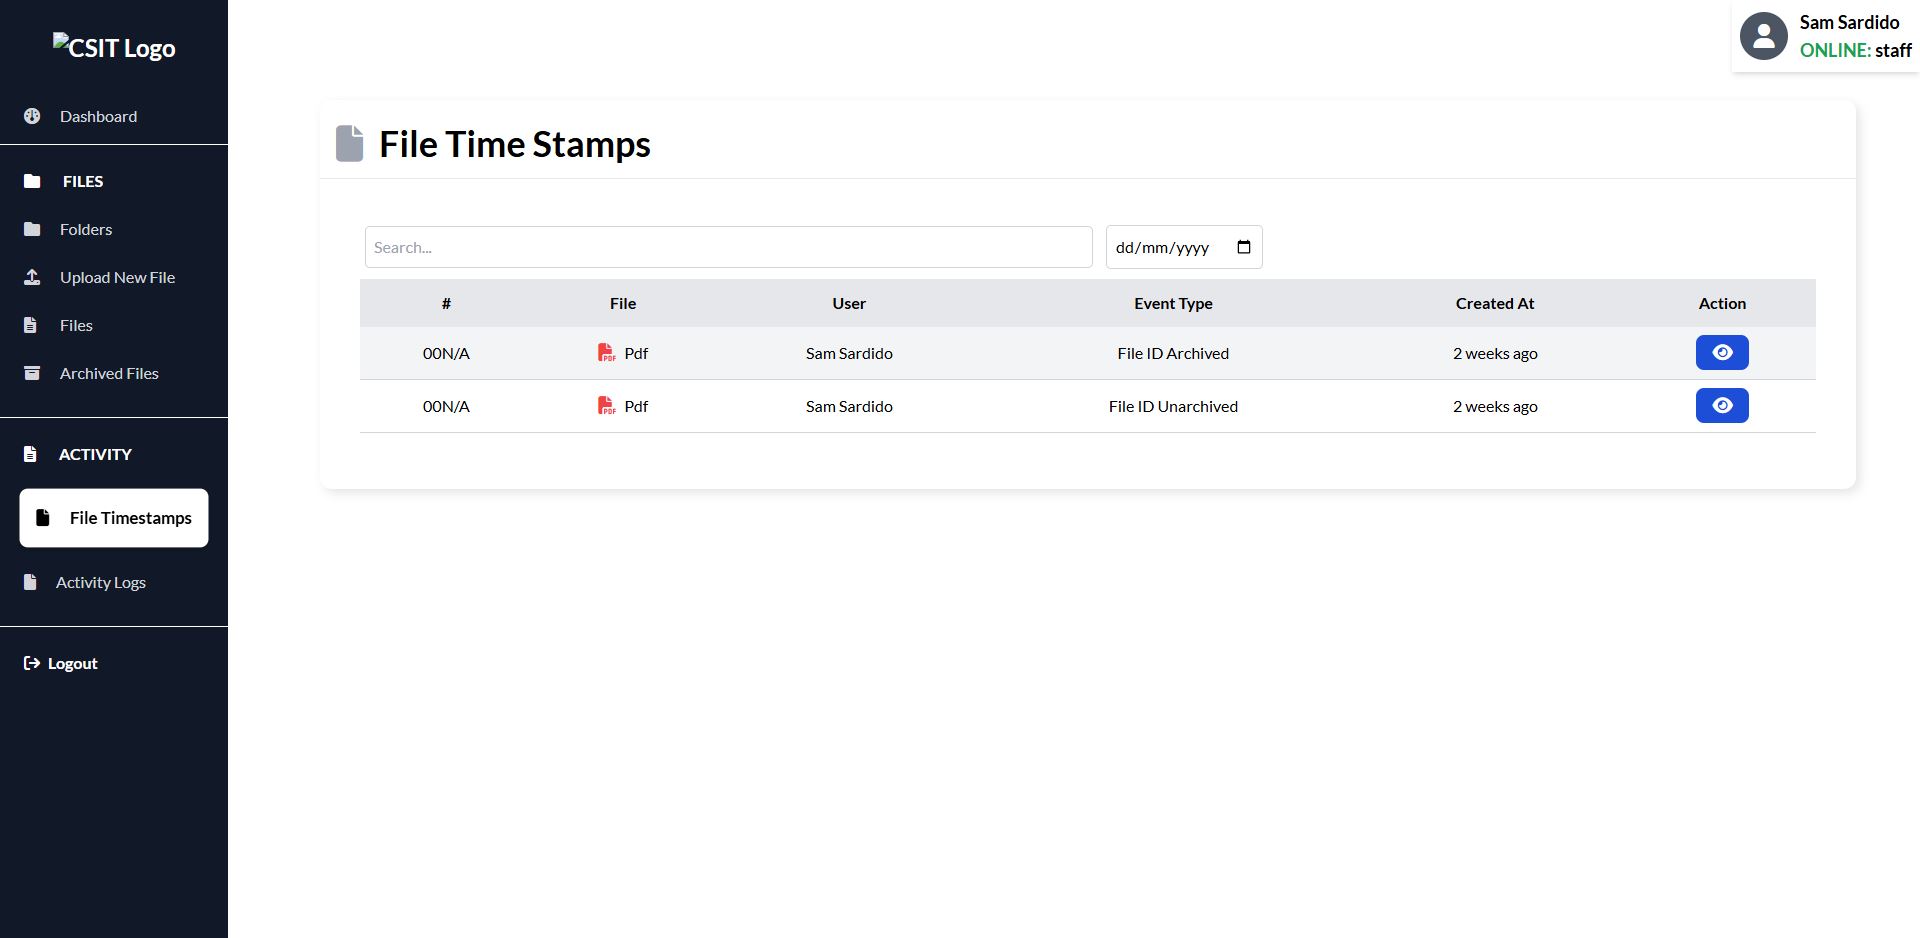 CSIT Logo
Dashboard
FILES
Folders
Upload New File
Files
Archived Files
ACTIVITY
File Timestamps
Activity Logs
Logout
Sam Sardido
ONLINE: staff
File Time Stamps
Search...
dd/mm/yyyy
# File User Event Type Created At Action
00N/A PDF Pdf Sam Sardido File ID Archived 2 weeks ago
00N/A PDF Pdf Sam Sardido File ID Unarchived 2 weeks ago